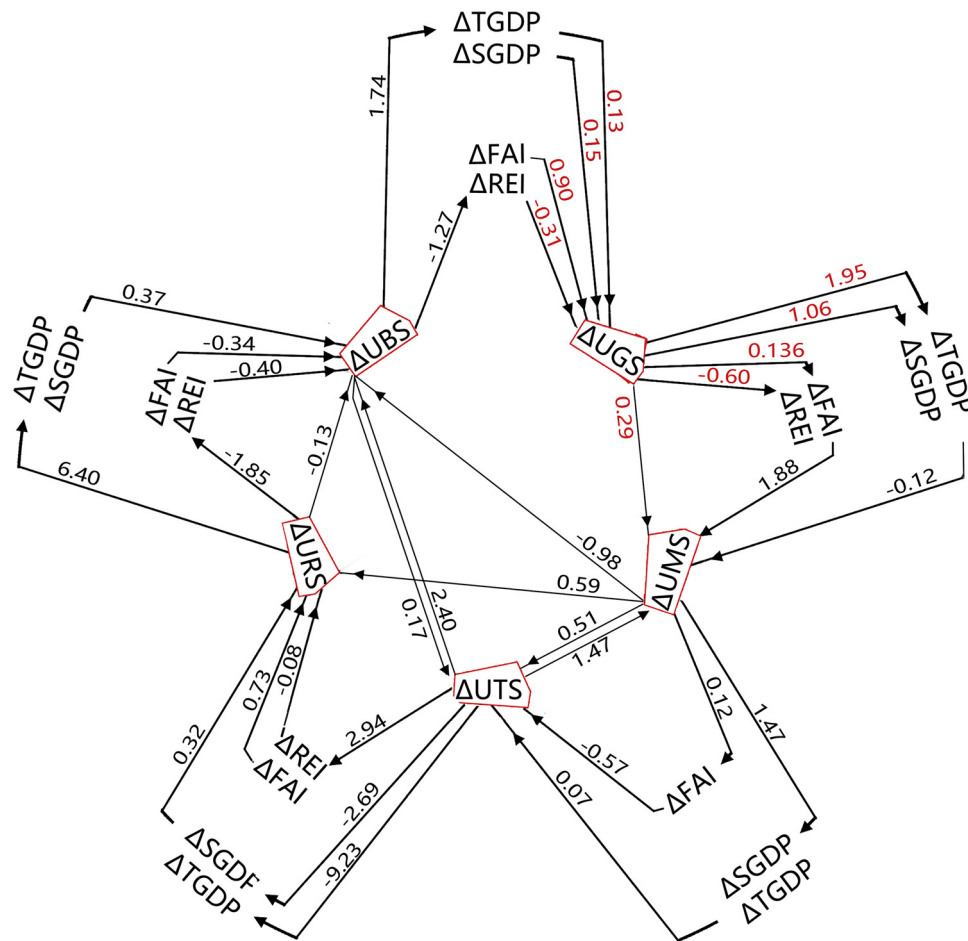 ΔTGDP
ΔSGDP
1.74
0.13
0.15
ΔFAI
ΔREI
0.90
-0.31
-1.27
ΔUBS
ΔUGS
1.95
1.06
0.136
-0.60
ΔTGDP
ΔSGDP
ΔFAI
ΔREI
0.37
-0.34
-0.40
ΔTGDP
ΔSGDP
ΔFAI
ΔREI
0.29
-0.13
-1.85
6.40
1.88
-0.12
ΔURS
ΔUMS
-0.98
0.59
2.40
0.17
0.51
1.47
ΔUTS
-0.08
0.73
0.32
2.94
0.12
1.47
ΔREI
ΔFAI
-0.57
0.07
ΔFAI
-2.69
-9.23
ΔSGDF
ΔTGDP
ΔSGDP
ΔTGDP